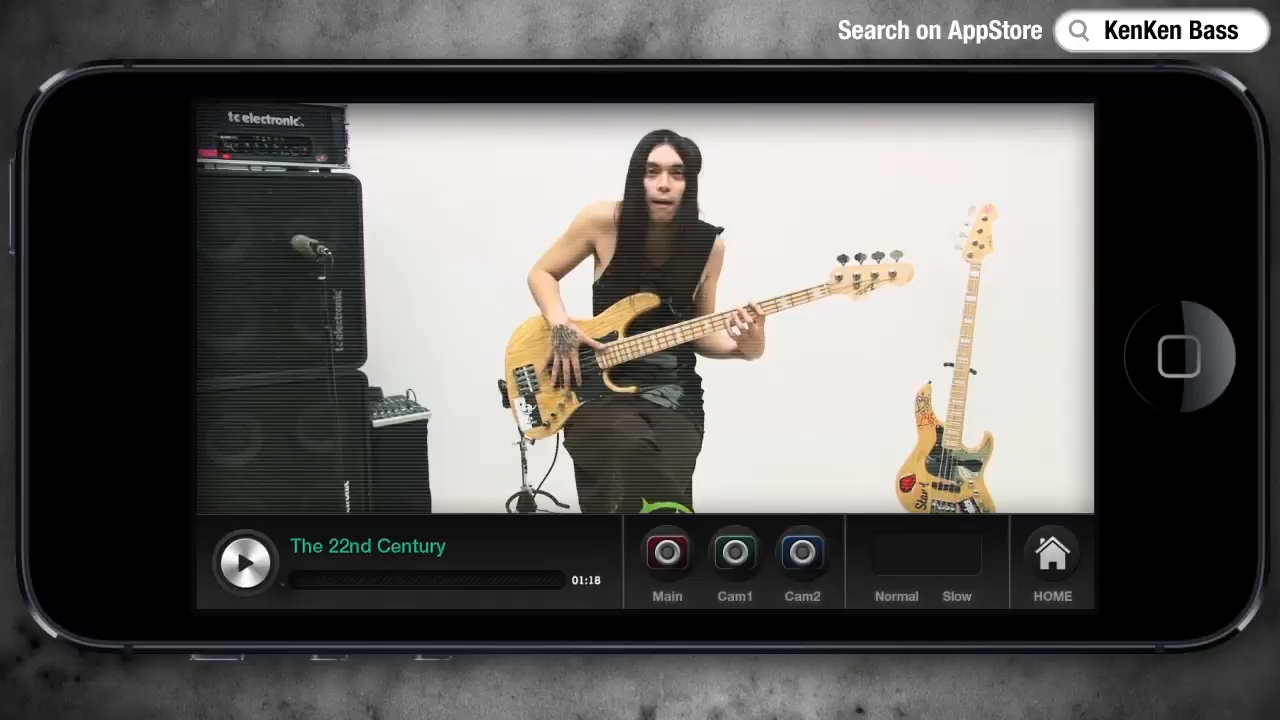 Search on AppStore
KenKen Bass
tc electronic
tc electronic
The 22nd Century
01:18
Main
Cam1
Cam2
Normal
Slow
HOME